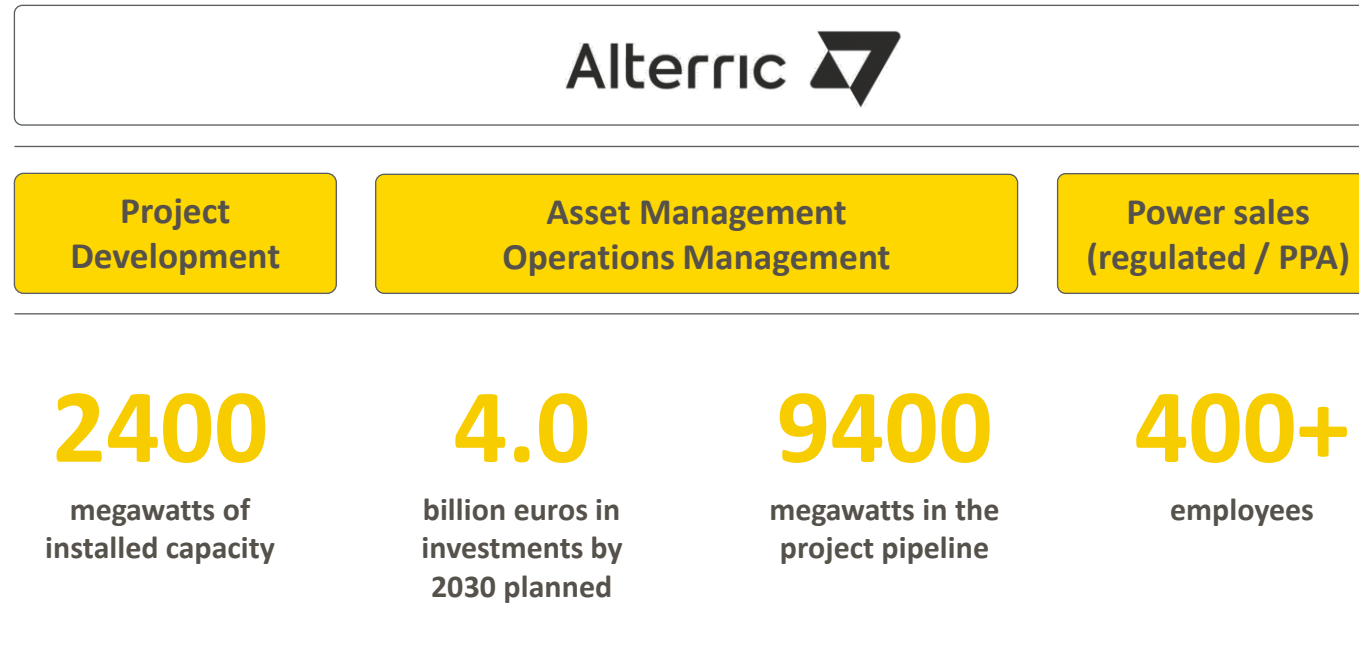 Alterric
Project
Development
Asset Management
Operations Management
Power sales
(regulated / PPA)
2400
megawatts of
installed capacity
4.0
billion euros in
investments by
2030 planned
9400
megawatts in the
project pipeline
400+
employees